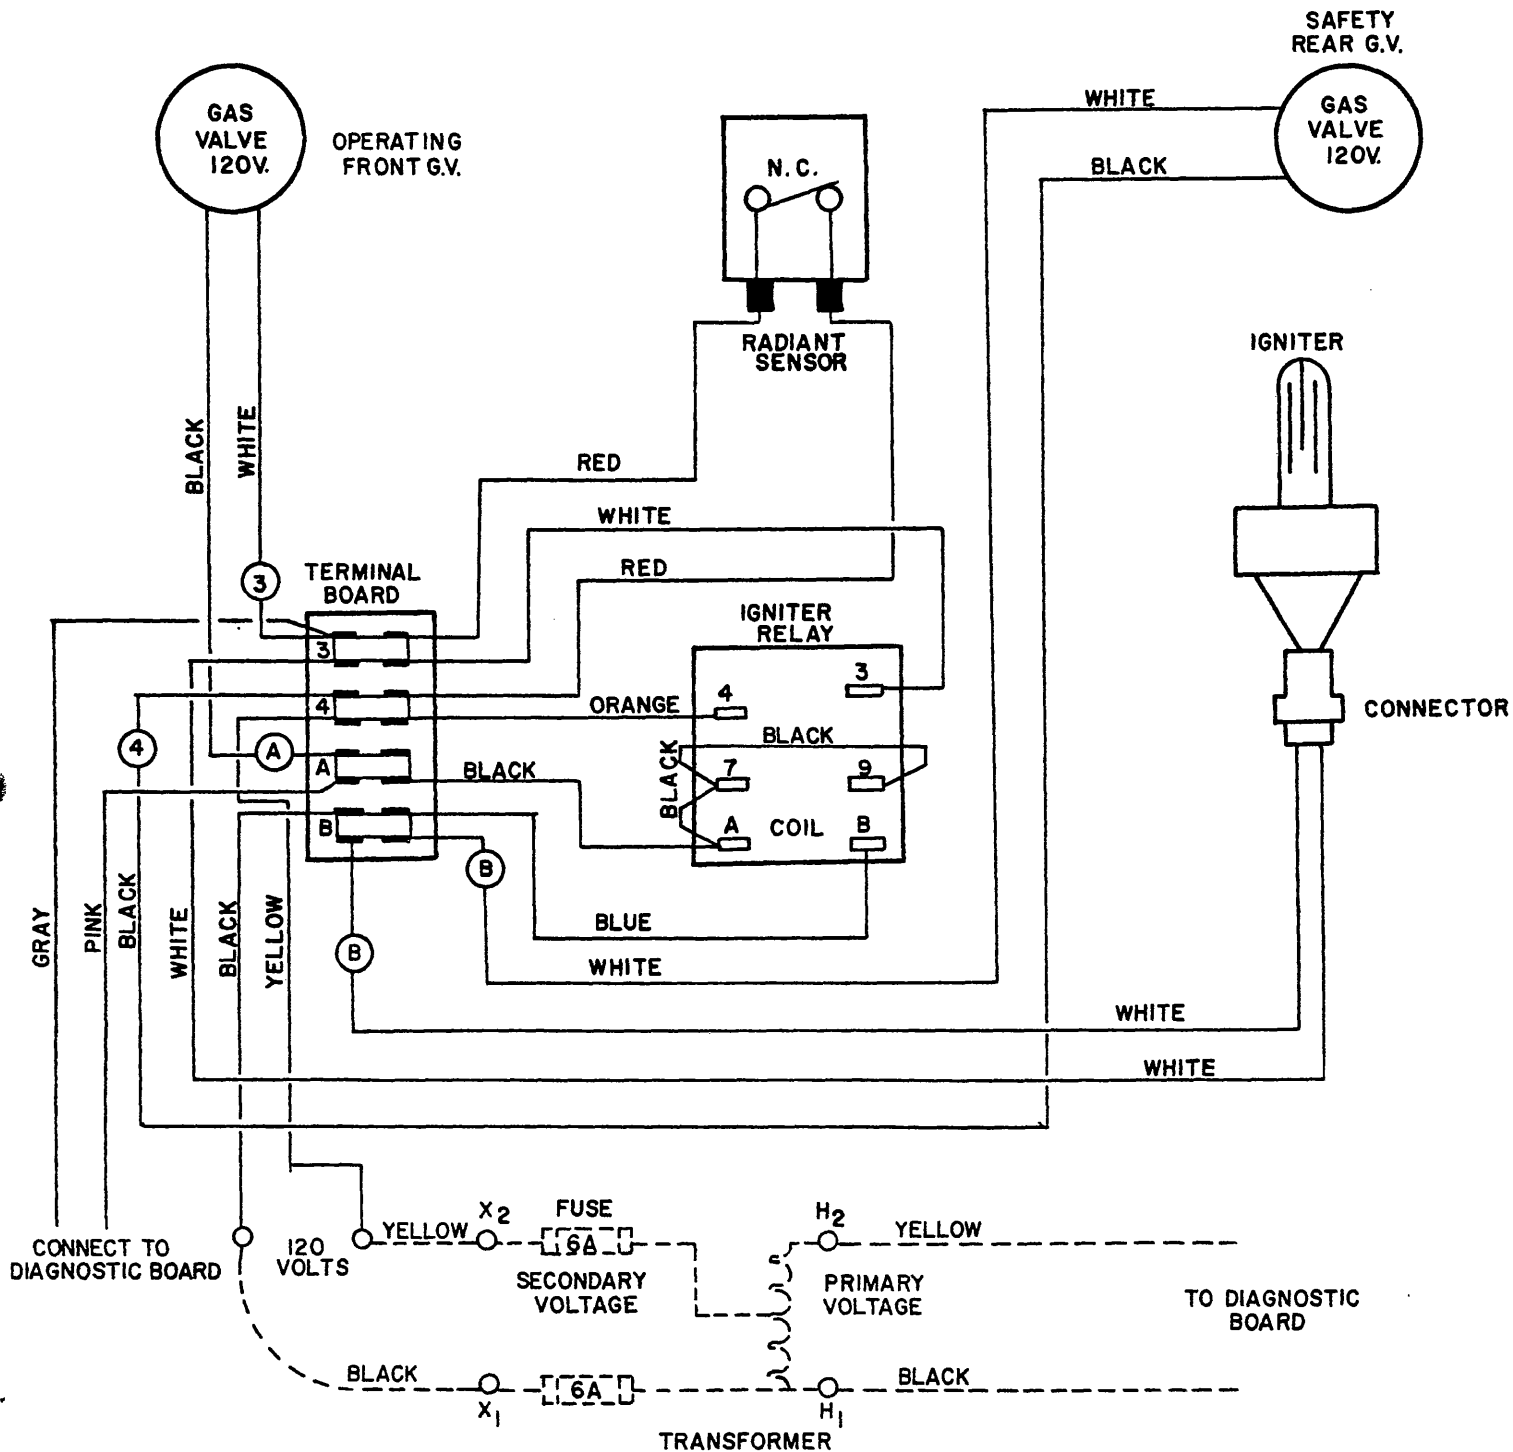 SAFETY
REAR G.V.
GAS
VALVE
120V.
OPERATING
FRONT G.V.
N. C.
WHITE
GAS
VALVE
120V.
BLACK
RADIANT
SENSOR
IGNITER
BLACK
WHITE
RED
WHITE
RED
3
TERMINAL
BOARD
IGNITER
RELAY
3
4
A
B
4
3
ORANGE
BLACK
BLACK
7
9
A
COIL
B
CONNECTOR
4
A
BLACK
B
B
GRAY
PINK
BLACK
WHITE
BLACK
YELLOW
BLUE
WHITE
WHITE
WHITE
CONNECT TO
DIAGNOSTIC BOARD
120
VOLTS
YELLOW
X2
FUSE
6A
SECONDARY
VOLTAGE
H2
YELLOW
PRIMARY
VOLTAGE
TO DIAGNOSTIC
BOARD
BLACK
X1
6A
H1
BLACK
TRANSFORMER